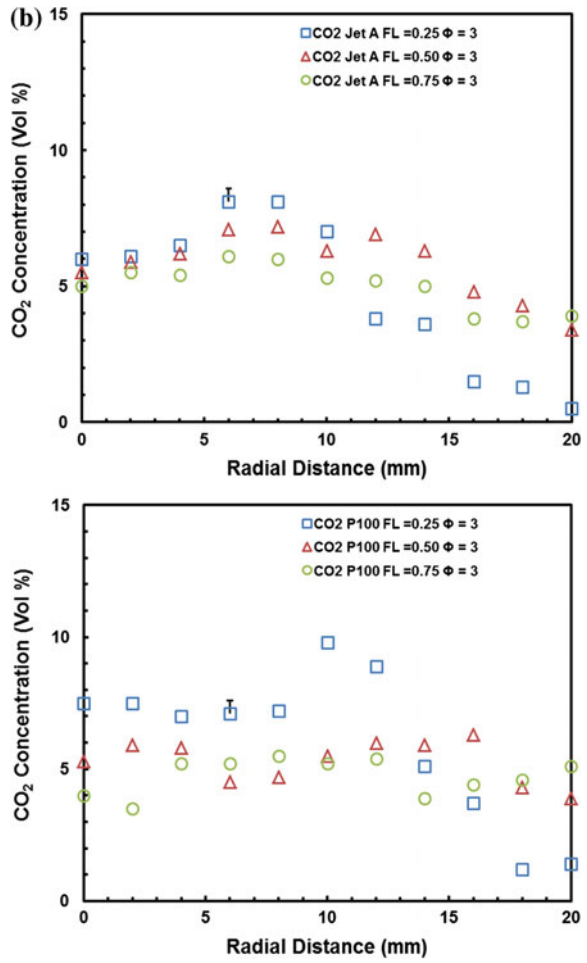 (b)
15
CO2 Jet A FL =0.25 Φ = 3
CO2 Jet A FL =0.50 Φ = 3
CO2 Jet A FL =0.75 Φ = 3
10
5
0
CO₂ Concentration (Vol %)
0 5 10 15 20
Radial Distance (mm)
15
CO2 P100 FL =0.25 Φ = 3
CO2 P100 FL =0.50 Φ = 3
CO2 P100 FL =0.75 Φ = 3
10
5
0
CO₂ Concentration (Vol %)
0 5 10 15 20
Radial Distance (mm)